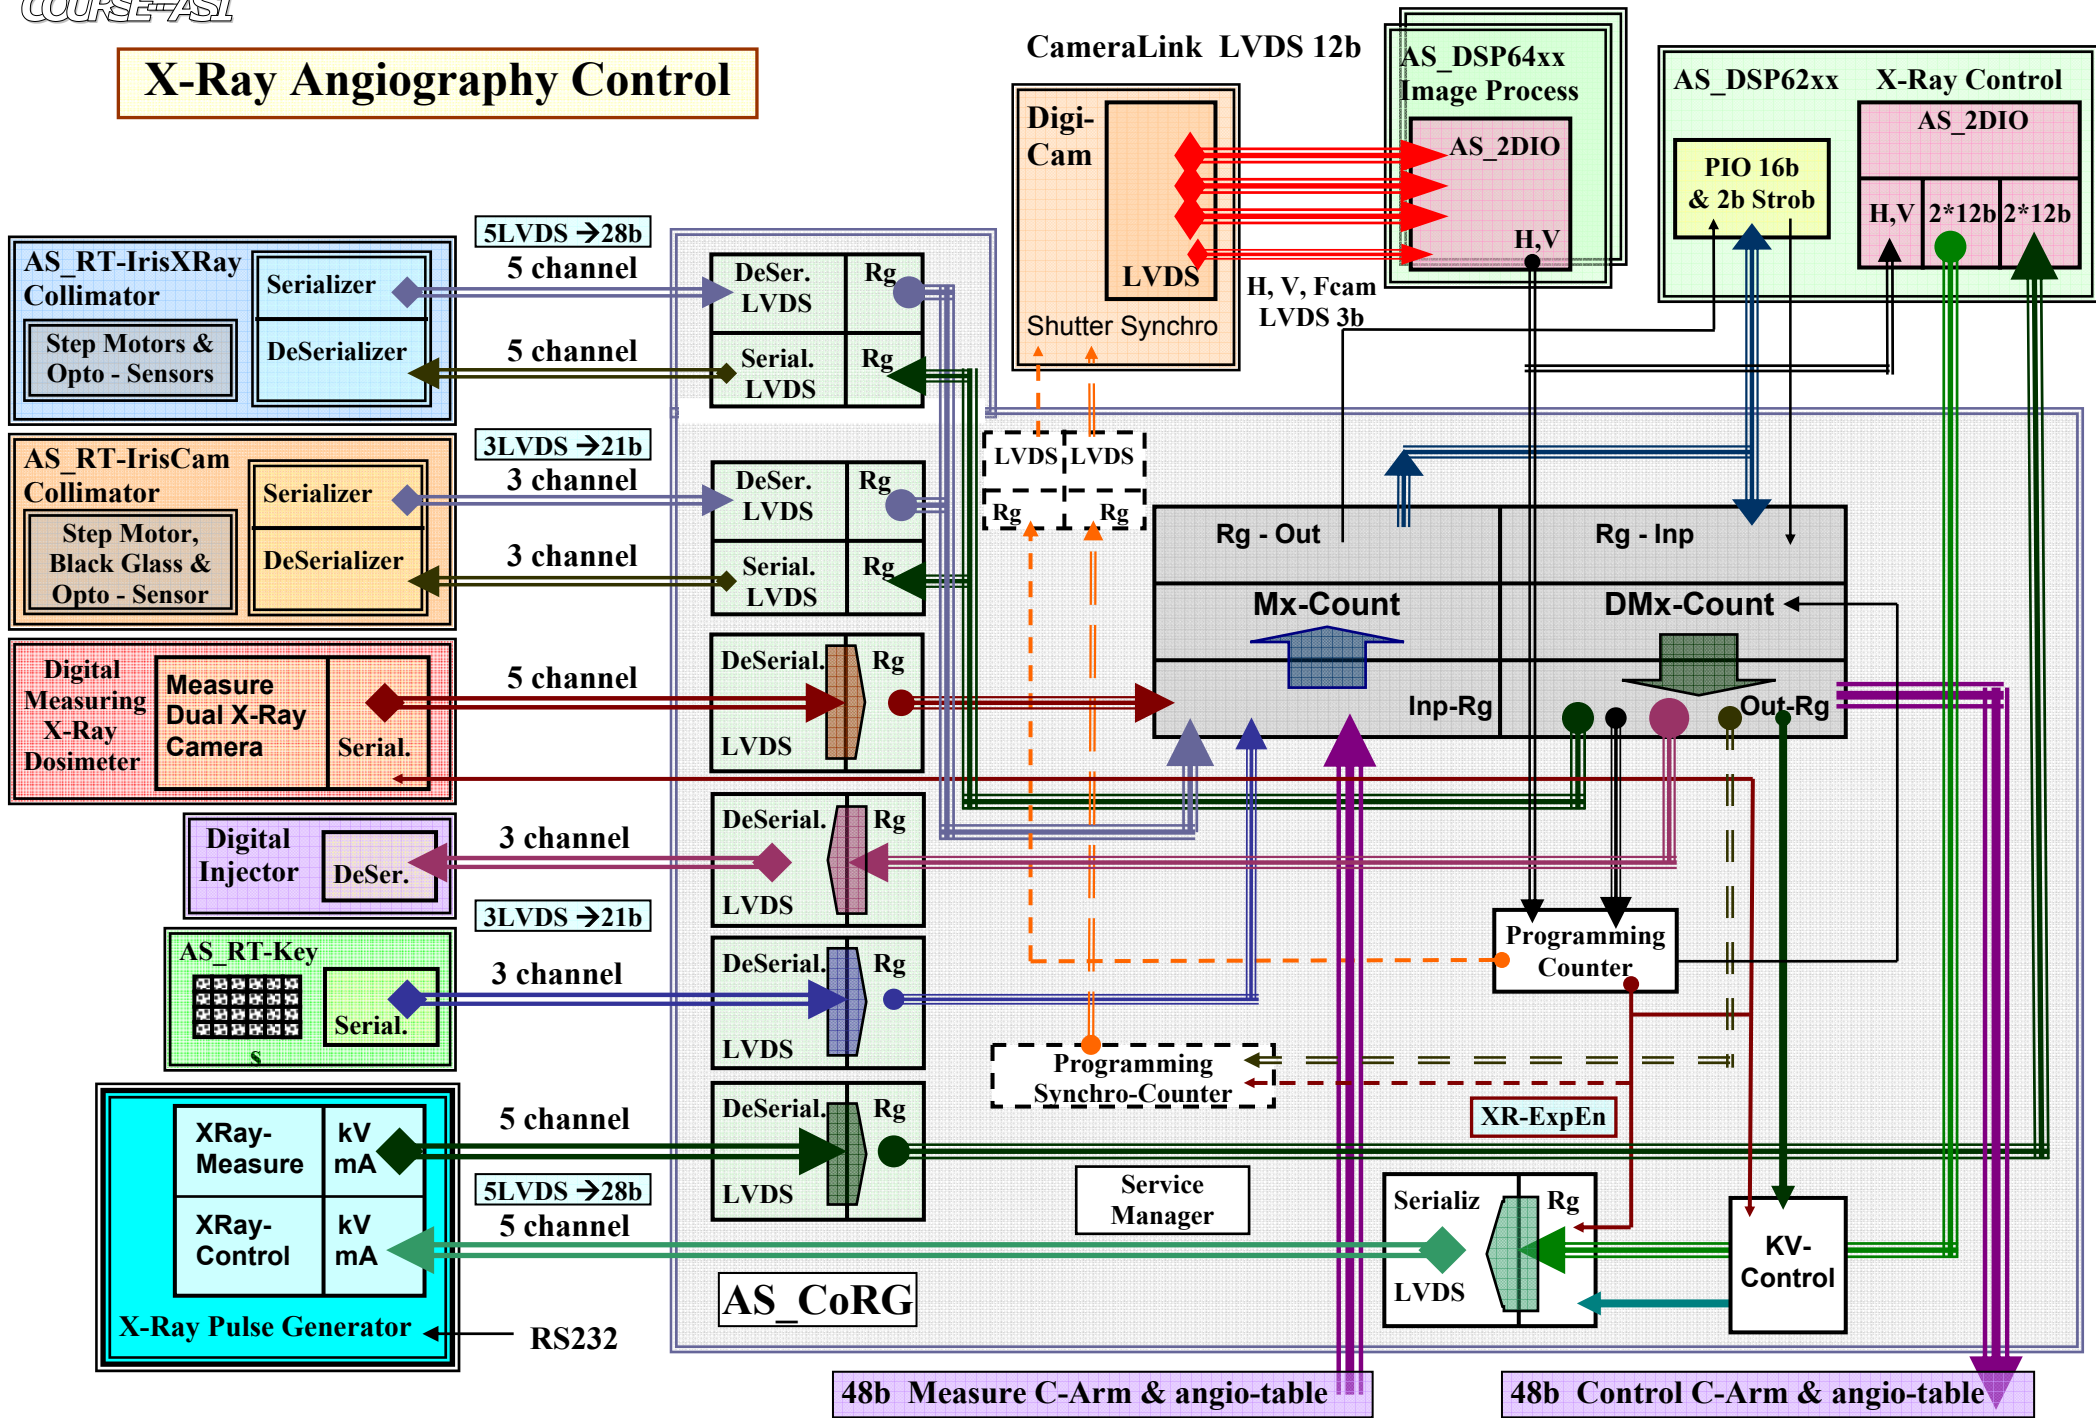 COURSE-AS1
X-Ray Angiography Control
CameraLink LVDS 12b
Digi-
Cam
LVDS
Shutter Synchro
AS_DSP64xx
Image Process
AS_2DIO
H,V
H, V, Fcam
LVDS 3b
AS_DSP62xx
X-Ray Control
AS_2DIO
PIO 16b
& 2b Strob
H,V
2*12b
2*12b
AS_RT-IrisXRay
Collimator
Step Motors &
Opto - Sensors
Serializer
DeSerializer
5LVDS →28b
5 channel
5 channel
DeSer.
LVDS
Rg
Serial.
LVDS
Rg
AS_RT-IrisCam
Collimator
Step Motor,
Black Glass &
Opto - Sensor
Serializer
DeSerializer
3LVDS →21b
3 channel
3 channel
DeSer.
LVDS
Rg
Serial.
LVDS
Rg
LVDS
LVDS
Rg
Rg
Rg - Out
Rg - Inp
Mx-Count
DMx-Count
Inp-Rg
Out-Rg
Digital
Measuring
X-Ray
Dosimeter
Measure
Dual X-Ray
Camera
Serial.
5 channel
DeSerial.
Rg
LVDS
Digital
Injector
DeSer.
3 channel
DeSerial.
Rg
LVDS
3LVDS →21b
AS_RT-Key
s
Serial.
3 channel
DeSerial.
Rg
LVDS
Programming
Counter
Programming
Synchro-Counter
XR-ExpEn
XRay-
Measure
kV
mA
XRay-
Control
kV
mA
X-Ray Pulse Generator
RS232
5 channel
5LVDS →28b
5 channel
DeSerial.
Rg
LVDS
Service
Manager
Serializ
Rg
LVDS
KV-
Control
AS_CoRG
48b Measure C-Arm & angio-table
48b Control C-Arm & angio-table